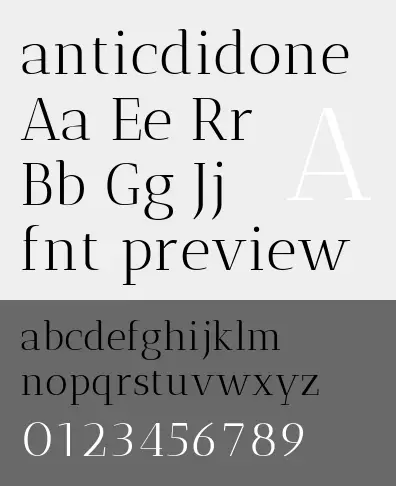 anticdidone
Aa Ee Rr
A
Bb Gg Jj
fnt preview
abcdefghijklm
nopqrstuvwxyz
0123456789